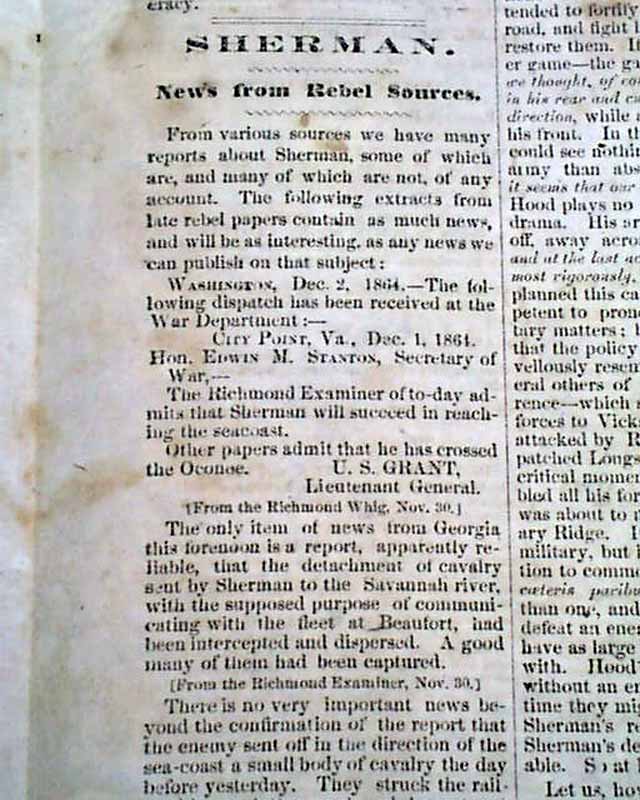 eracy.
SHERMAN.
News from Rebel Sources.
From various sources we have many
reports about Sherman, some of which
are, and many of which are not, of any
account. The following extracts from
late rebel papers contain as much news,
and will be as interesting, as any news we
can publish on that subject:
WASHINGTON, Dec. 2, 1864.—The fol-
lowing dispatch has been received at the
War Department:—
CITY POINT, Va., Dec. 1, 1864.
Hon. EDWIN M. STANTON, Secretary of
War,—
The Richmond Examiner of to-day ad-
mits that Sherman will succeed in reach-
ing the seacoast.
Other papers admit that he has crossed
the Oconee. U. S. GRANT,
Lieutenant General.
[From the Richmond Whig, Nov. 30.]
The only item of news from Georgia
this forenoon is a report, apparently re-
liable, that the detachment of cavalry
sent by Sherman to the Savannah river,
with the supposed purpose of communi-
cating with the fleet at Beaufort, had
been intercepted and dispersed. A good
many of them had been captured.
[From the Richmond Examiner, Nov. 30.]
There is no very important news be-
yond the confirmation of the report that
the enemy sent off in the direction of the
sea-coast a small body of cavalry the day
before yesterday. They struck the rail-
tended to fortify
road, and fight
restore them.
er game—the
we thought, of
in his rear and
direction, while
his front. In
could see nothin
army than abs
it seems that our
Hood plays no
drama. His
off, away acro
and at the last
most rigorously,
planned this
petent to pron
tary matters;
that the policy
vellously resem
eral others of
rence—which
forces to Vicks
attacked by R
patched Longs
critical momen
bled all his for
was about to
ary Ridge.
military, but
tion to comm
cæteris paribus
than one, and
defeat an ene
have as large
with. Hood
without an
time they mig
Sherman's
Sherman's de
able. So at
Let us, ho